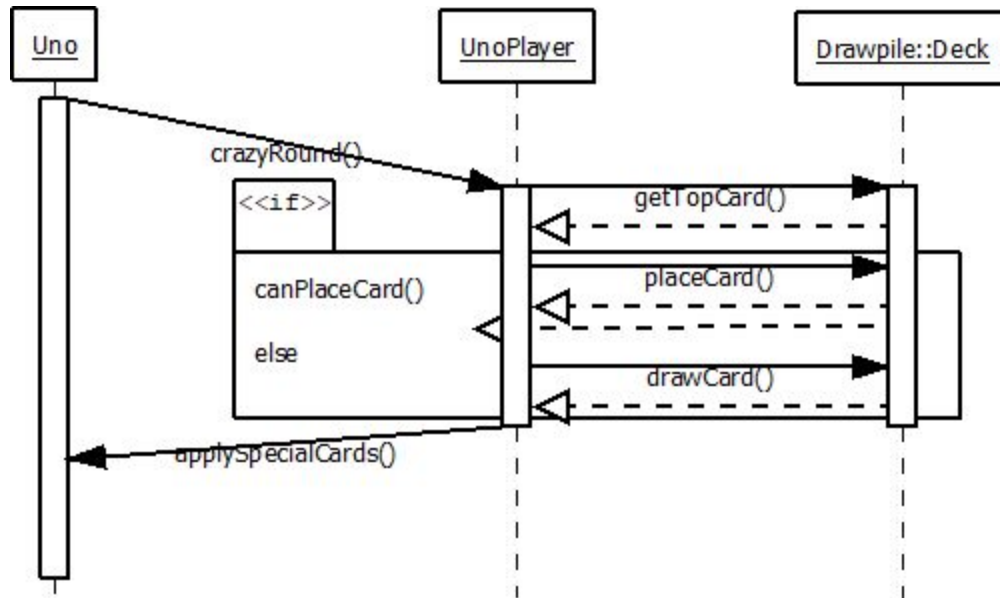 Uno
UnoPlayer
Drawpile::Deck
crazyRound()
<<if>>
getTopCard()
canPlaceCard()
placeCard()
else
drawCard()
applySpecialCards()